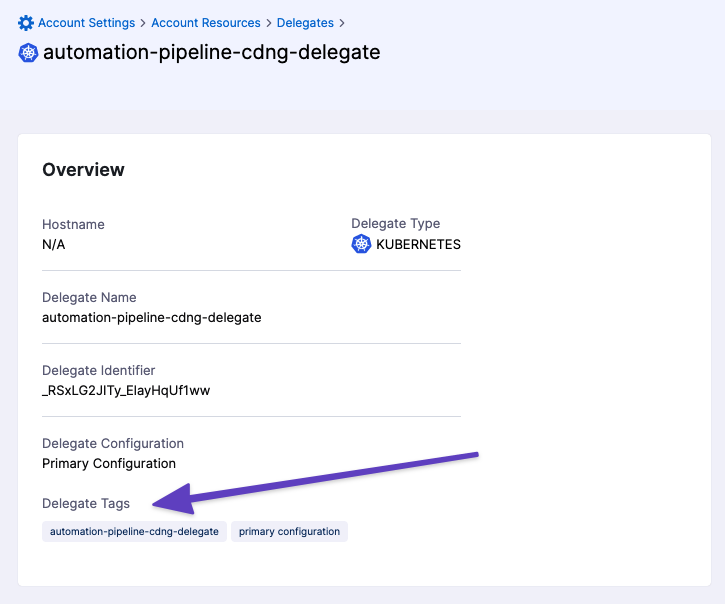 Account Settings > Account Resources > Delegates >
automation-pipeline-cdng-delegate
Overview
Hostname
N/A
Delegate Type
KUBERNETES
Delegate Name
automation-pipeline-cdng-delegate
Delegate Identifier
_RSxLG2JITy_ElayHqUf1ww
Delegate Configuration
Primary Configuration
Delegate Tags
automation-pipeline-cdng-delegate primary configuration